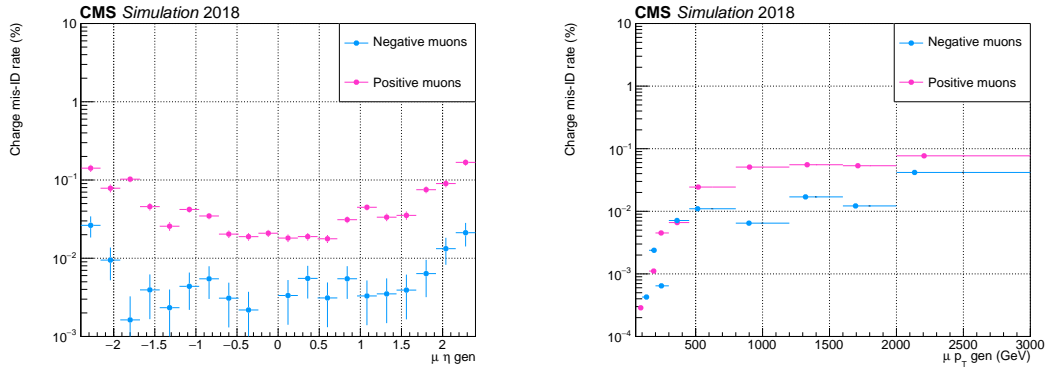 CMS Simulation 2018
Charge mis-ID rate (%)
Negative muons
Positive muons
10
1
10⁻¹
10⁻²
10⁻³
−2 −1.5 −1 −0.5 0 0.5 1 1.5 2
μ η gen
CMS Simulation 2018
Charge mis-ID rate (%)
Negative muons
Positive muons
10
1
10⁻¹
10⁻²
10⁻³
10⁻⁴
500 1000 1500 2000 2500 3000
μ p_T gen (GeV)